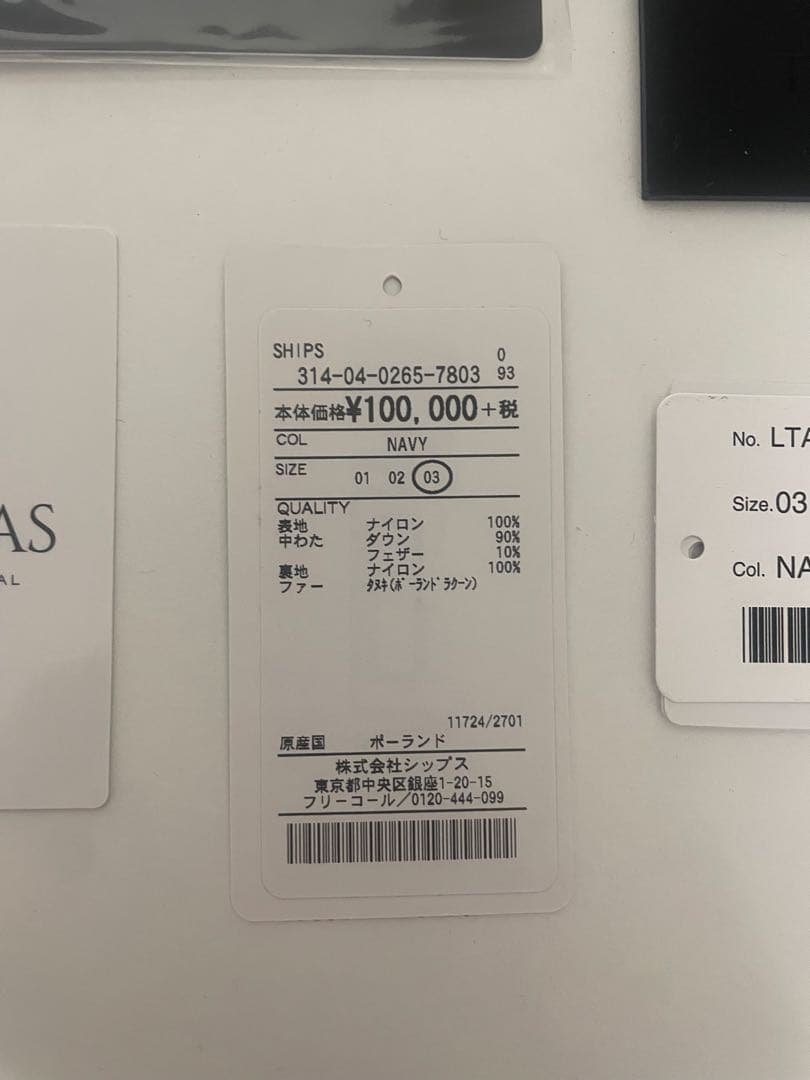 SHIPS
0
314-04-0265-7803 93
本体価格¥100,000+税
COL NAVY
SIZE 01 02 03
QUALITY
表地 ナイロン 100%
中わた ダウン 90%
フェザー 10%
裏地 ナイロン 100%
ファー タヌキ(ポーランドラクーン)
11724/2701
原産国 ポーランド
株式会社シップス
東京都中央区銀座1-20-15
フリーコール/0120-444-099
AS
AL
No. LTA
Size.03
Col. NA